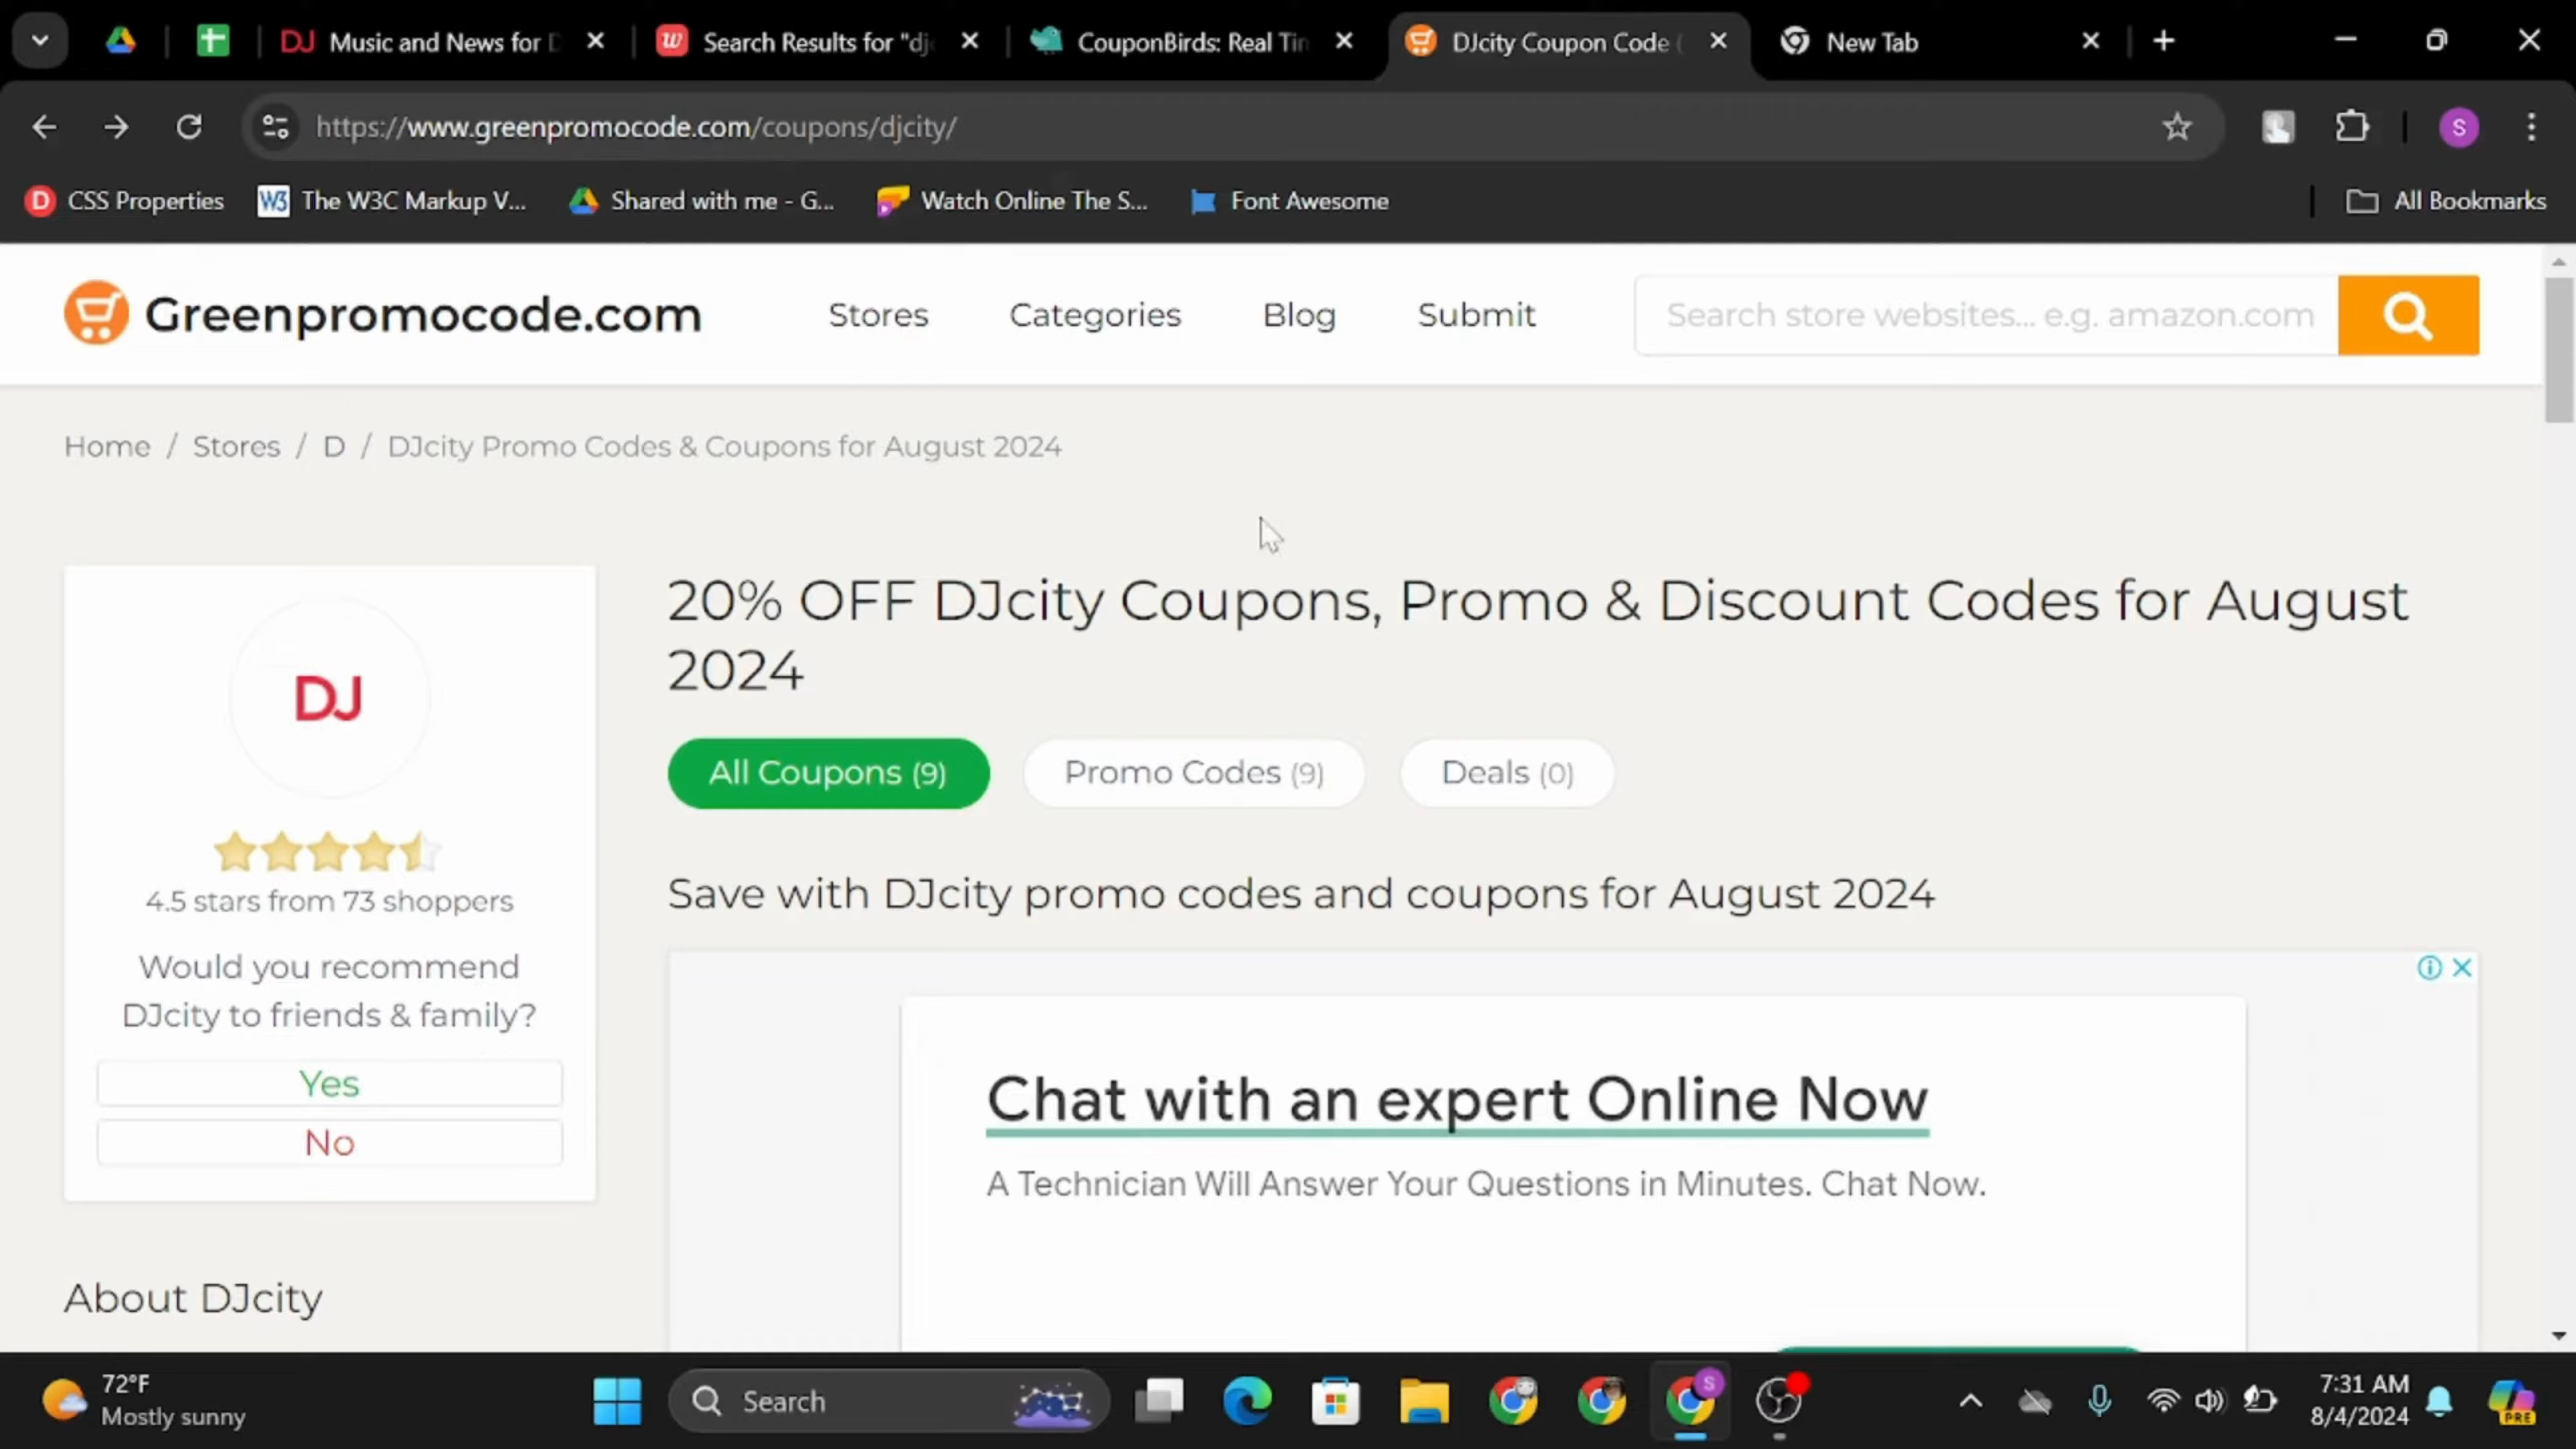 Music and News for D
Search Results for "dj
CouponBirds: Real Tin
DJcity Coupon Code (
New Tab
https://www.greenpromocode.com/coupons/djcity/
S
CSS Properties
The W3C Markup V...
Shared with me - G...
Watch Online The S...
Font Awesome
All Bookmarks
Greenpromocode.com
Stores
Categories
Blog
Submit
Search store websites... e.g. amazon.com
Home / Stores / D / DJcity Promo Codes & Coupons for August 2024
DJ
4.5 stars from 73 shoppers
Would you recommend
DJcity to friends & family?
Yes
No
About DJcity
20% OFF DJcity Coupons, Promo & Discount Codes for August
2024
All Coupons (9)
Promo Codes (9)
Deals (0)
Save with DJcity promo codes and coupons for August 2024
Chat with an expert Online Now
A Technician Will Answer Your Questions in Minutes. Chat Now.
72°F
Mostly sunny
Search
S
7:31 AM
8/4/2024
PRE